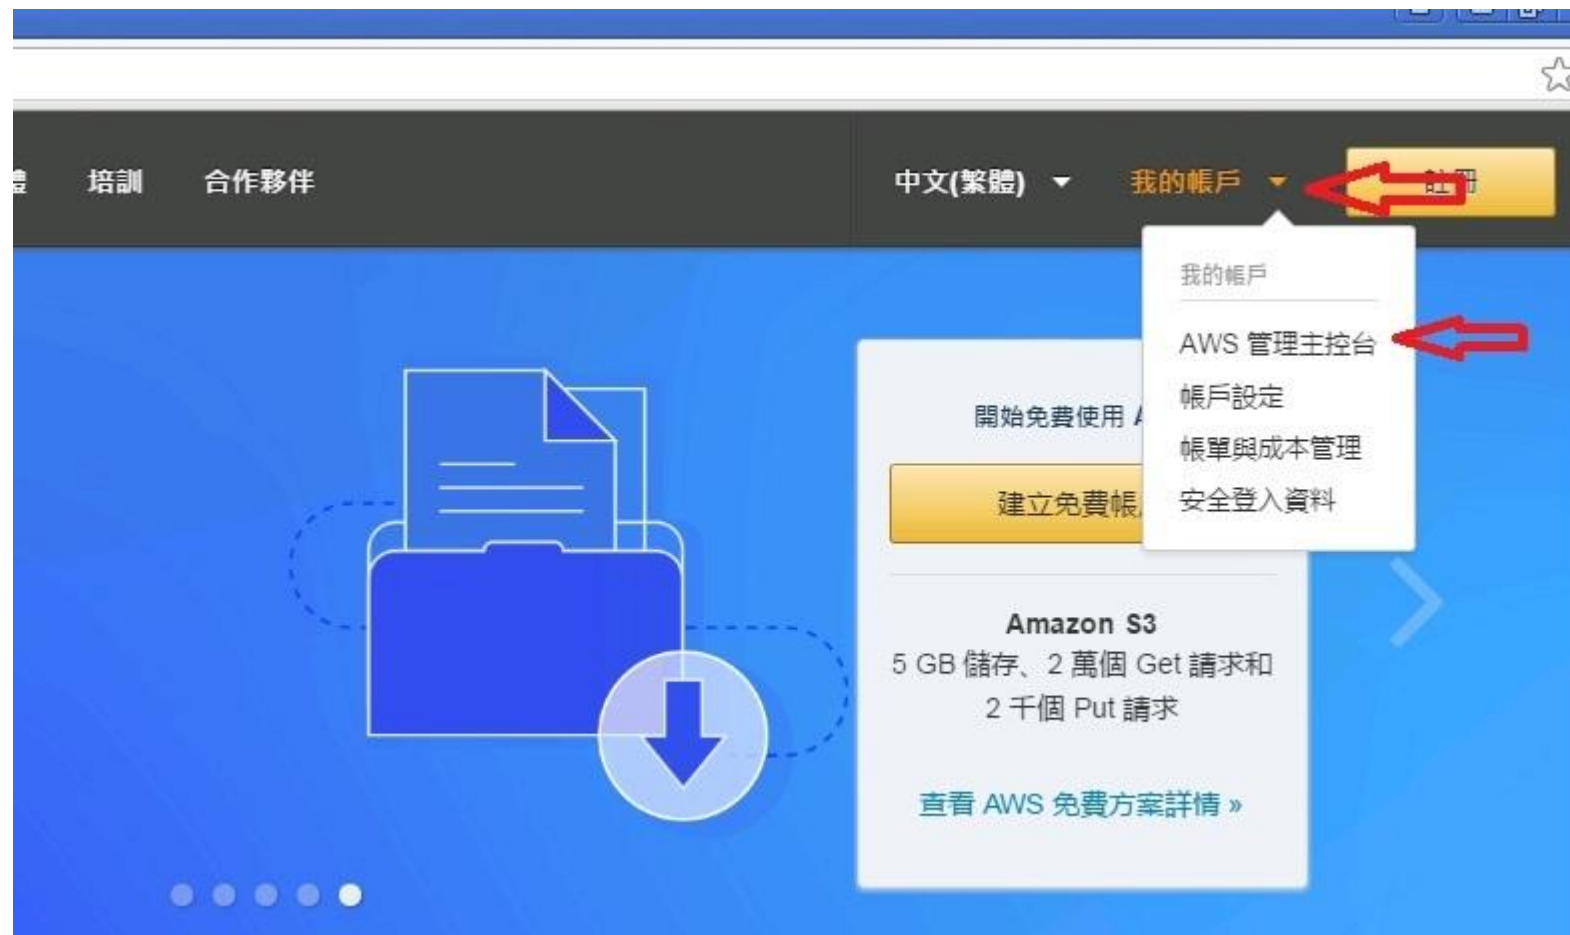 培訓 合作夥伴 中文(繁體) 我的帳戶 註冊
我的帳戶
AWS 管理主控台
帳戶設定
帳單與成本管理
安全登入資料
開始免費使用
建立免費帳
Amazon S3
5 GB 儲存、2 萬個 Get 請求和
2 千個 Put 請求
查看 AWS 免費方案詳情 »